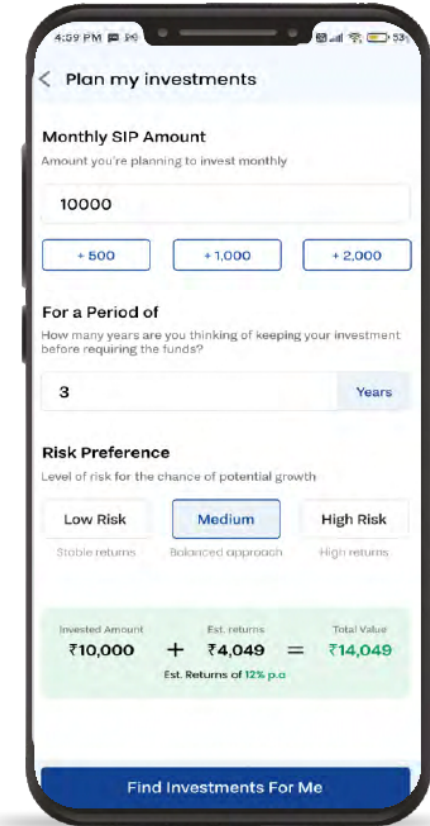 4:59 PM
53
Plan my investments
Monthly SIP Amount
Amount you're planning to invest monthly
10000
+ 500 + 1,000 + 2,000
For a Period of
How many years are you thinking of keeping your investment
before requiring the funds?
3 Years
Risk Preference
Level of risk for the chance of potential growth
Low Risk Medium High Risk
Stable returns Balanced approach High returns
Invested Amount Est. returns Total Value
₹10,000 + ₹4,049 = ₹14,049
Est. Returns of 12% p.a
Find Investments For Me